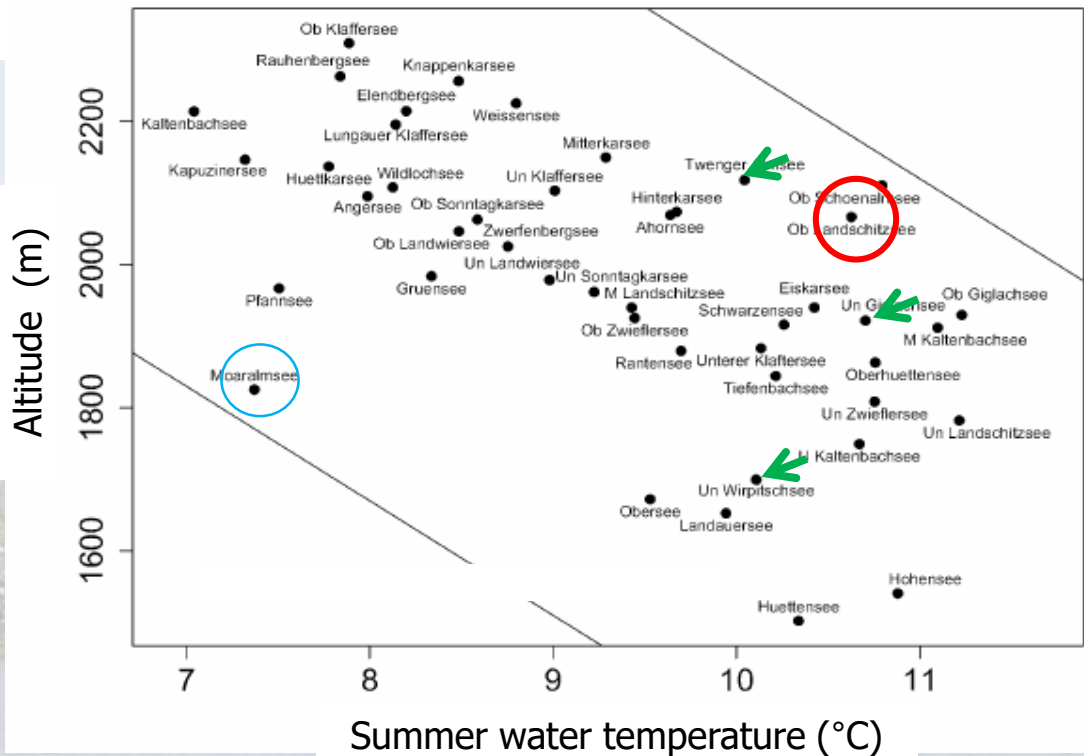 Ob Klaffersee
Rauhenbergsee
Knappenkarsee
Elendbergsee
Weissensee
Kaltenbachsee
Lungauer Klaffersee
Mitterkarsee
Kapuzinersee
Huettkarsee
Wildlochsee
Un Klaffersee
Twenger
Angersee
Ob Sonntagkarsee
Hinterkarsee
Ob Schoenalmsee
Ahornsee
Ob Landschitzsee
Ob Landwiersee
Zwerfenbergsee
Un Landwiersee
Un Sonntagkarsee
Gruensee
Pfannsee
M Landschitzsee
Eiskarsee
Un
Ob Giglachsee
Schwarzensee
Ob Zwieflersee
M Kaltenbachsee
Rantensee
Unterer Klaftersee
Oberhuettensee
Moaralmsee
Tiefenbachsee
Un Zwieflersee
Un Landschitzsee
Kaltenbachsee
Un Wirpitschsee
Obersee
Landauersee
Hohensee
Huettensee
Altitude (m)
2200
2000
1800
1600
7 8 9 10 11
Summer water temperature (°C)